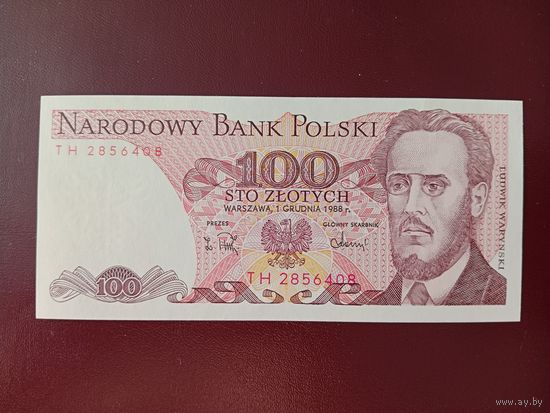 NARODOWY BANK POLSKI
TH 2856408
100
STO ZŁOTYCH
WARSZAWA, 1 GRUDNIA 1988 r.
PREZES
GŁÓWNY SKARBNIK
TH 2856408
100
LUDWIK WARYŃSKI
www.ay.by